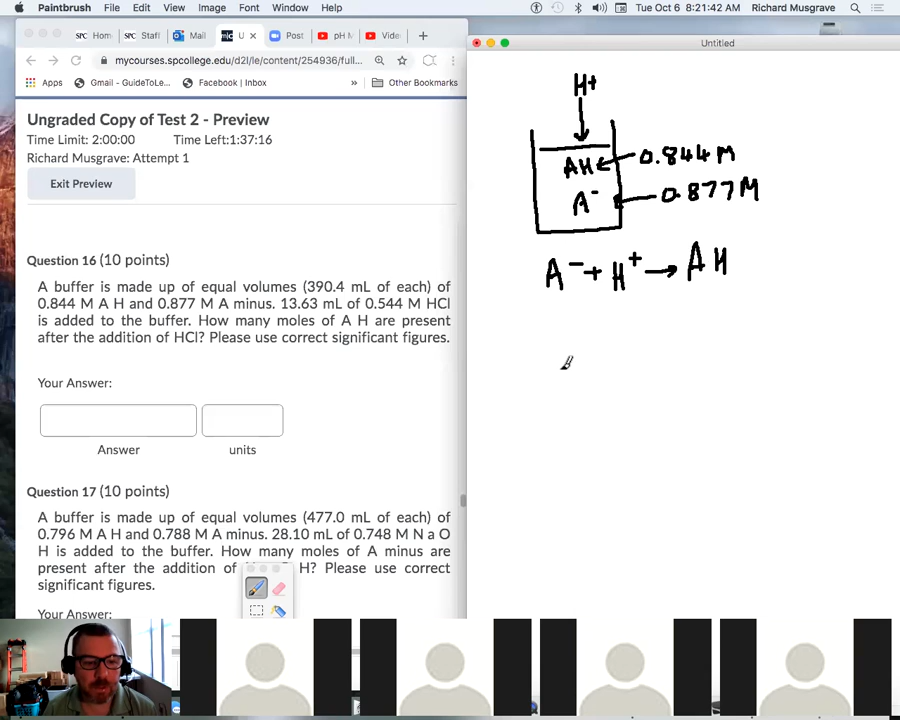 Paintbrush File Edit View Image Font Window Help Tue Oct 6 8:21:42 AM Richard Musgrave
SPC Hom SPC Staff Mail U Post pH M Vide
mycourses.spcollege.edu/d2l/le/content/254936/full...
Apps Gmail - GuideToLe... Facebook | Inbox » Other Bookmarks
Ungraded Copy of Test 2 - Preview
Time Limit: 2:00:00 Time Left:1:37:16
Richard Musgrave: Attempt 1
Exit Preview
Question 16 (10 points)
A buffer is made up of equal volumes (390.4 mL of each) of
0.844 M A H and 0.877 M A minus. 13.63 mL of 0.544 M HCl
is added to the buffer. How many moles of A H are present
after the addition of HCl? Please use correct significant figures.
Your Answer:
Answer units
Question 17 (10 points)
A buffer is made up of equal volumes (477.0 mL of each) of
0.796 M A H and 0.788 M A minus. 28.10 mL of 0.748 M N a O
H is added to the buffer. How many moles of A minus are
present after the addition of H? Please use correct
significant figures.
Your Answer:
Untitled
H+
AH ← 0.844 M
A⁻ ← 0.877 M
A⁻ + H⁺ → AH